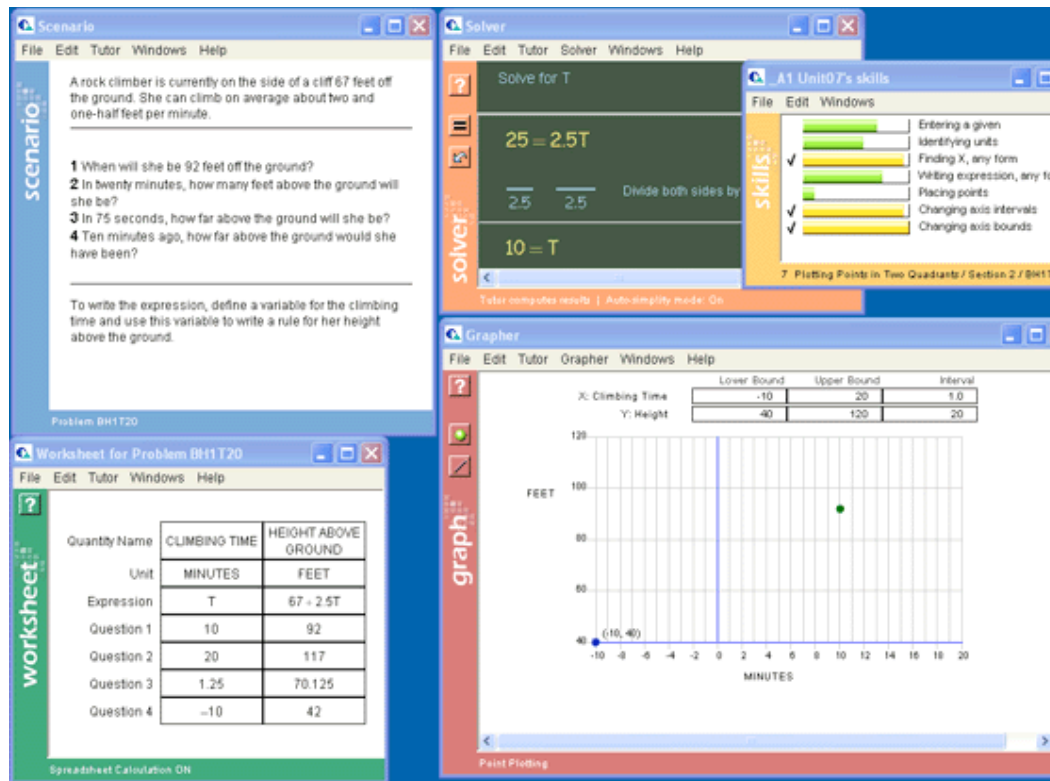 Scenario
File Edit Tutor Windows Help
scenario
A rock climber is currently on the side of a cliff 67 feet off
the ground. She can climb on average about two and
one-half feet per minute.
1 When will she be 92 feet off the ground?
2 In twenty minutes, how many feet above the ground will
she be?
3 In 75 seconds, how far above the ground will she be?
4 Ten minutes ago, how far above the ground would she
have been?
To write the expression, define a variable for the climbing
time and use this variable to write a rule for her height
above the ground.
Problem BH1T20
Solver
File Edit Tutor Solver Windows Help
solver
Solve for T
25 = 2.5T
2.5 2.5 Divide both sides by
10 = T
Tutor computes results | Auto-simplify mode: On
_A1 Unit07's skills
File Edit Windows
skills
Entering a given
Identifying units
Finding X, any form
Writing expression, any fo
Placing points
Changing axis intervals
Changing axis bounds
7 Plotting Points in Two Quadrants / Section 2 / BH1T
Worksheet for Problem BH1T20
File Edit Tutor Windows Help
worksheet
Quantity Name CLIMBING TIME HEIGHT ABOVE
GROUND
Unit MINUTES FEET
Expression T 67 + 2.5T
Question 1 10 92
Question 2 20 117
Question 3 1.25 70.125
Question 4 -10 42
Spreadsheet Calculation ON
Grapher
File Edit Tutor Grapher Windows Help
graph
Lower Bound Upper Bound Interval
X: Climbing Time -10 20 1.0
Y: Height 40 120 20
120
FEET 100
80
60
40 (-10, 40)
-10 -8 -6 -4 -2 0 2 4 6 8 10 12 14 16 18 20
MINUTES
Point Plotting